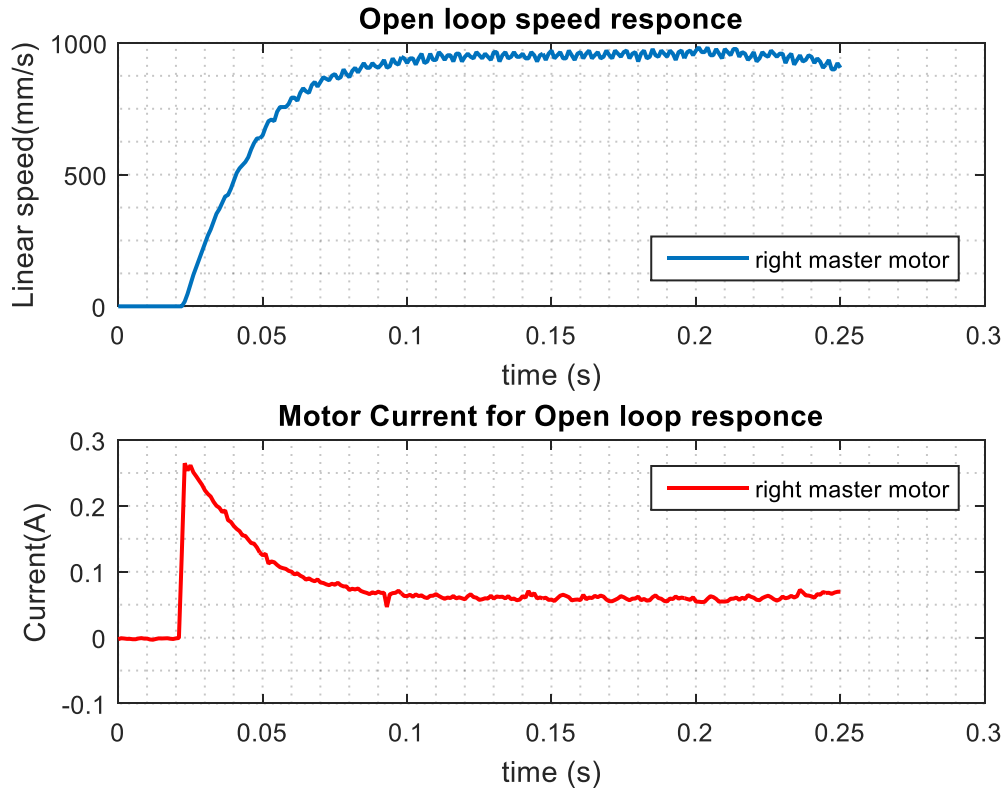 Open loop speed responce
Linear speed(mm/s)
1000
500
0
right master motor
0 0.05 0.1 0.15 0.2 0.25 0.3
time (s)
Motor Current for Open loop responce
Current(A)
0.3
0.2
0.1
0
-0.1
right master motor
0 0.05 0.1 0.15 0.2 0.25 0.3
time (s)